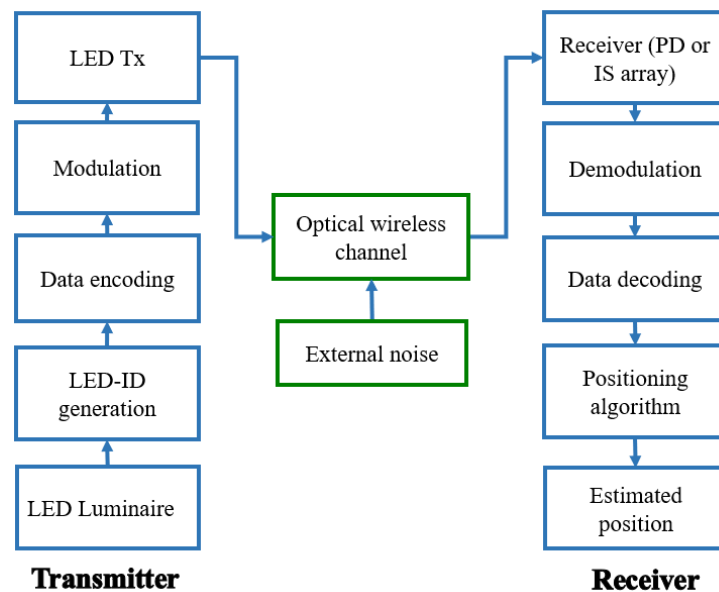 LED Tx
Modulation
Data encoding
LED-ID
generation
LED Luminaire
Transmitter
Optical wireless
channel
External noise
Receiver (PD or
IS array)
Demodulation
Data decoding
Positioning
algorithm
Estimated
position
Receiver